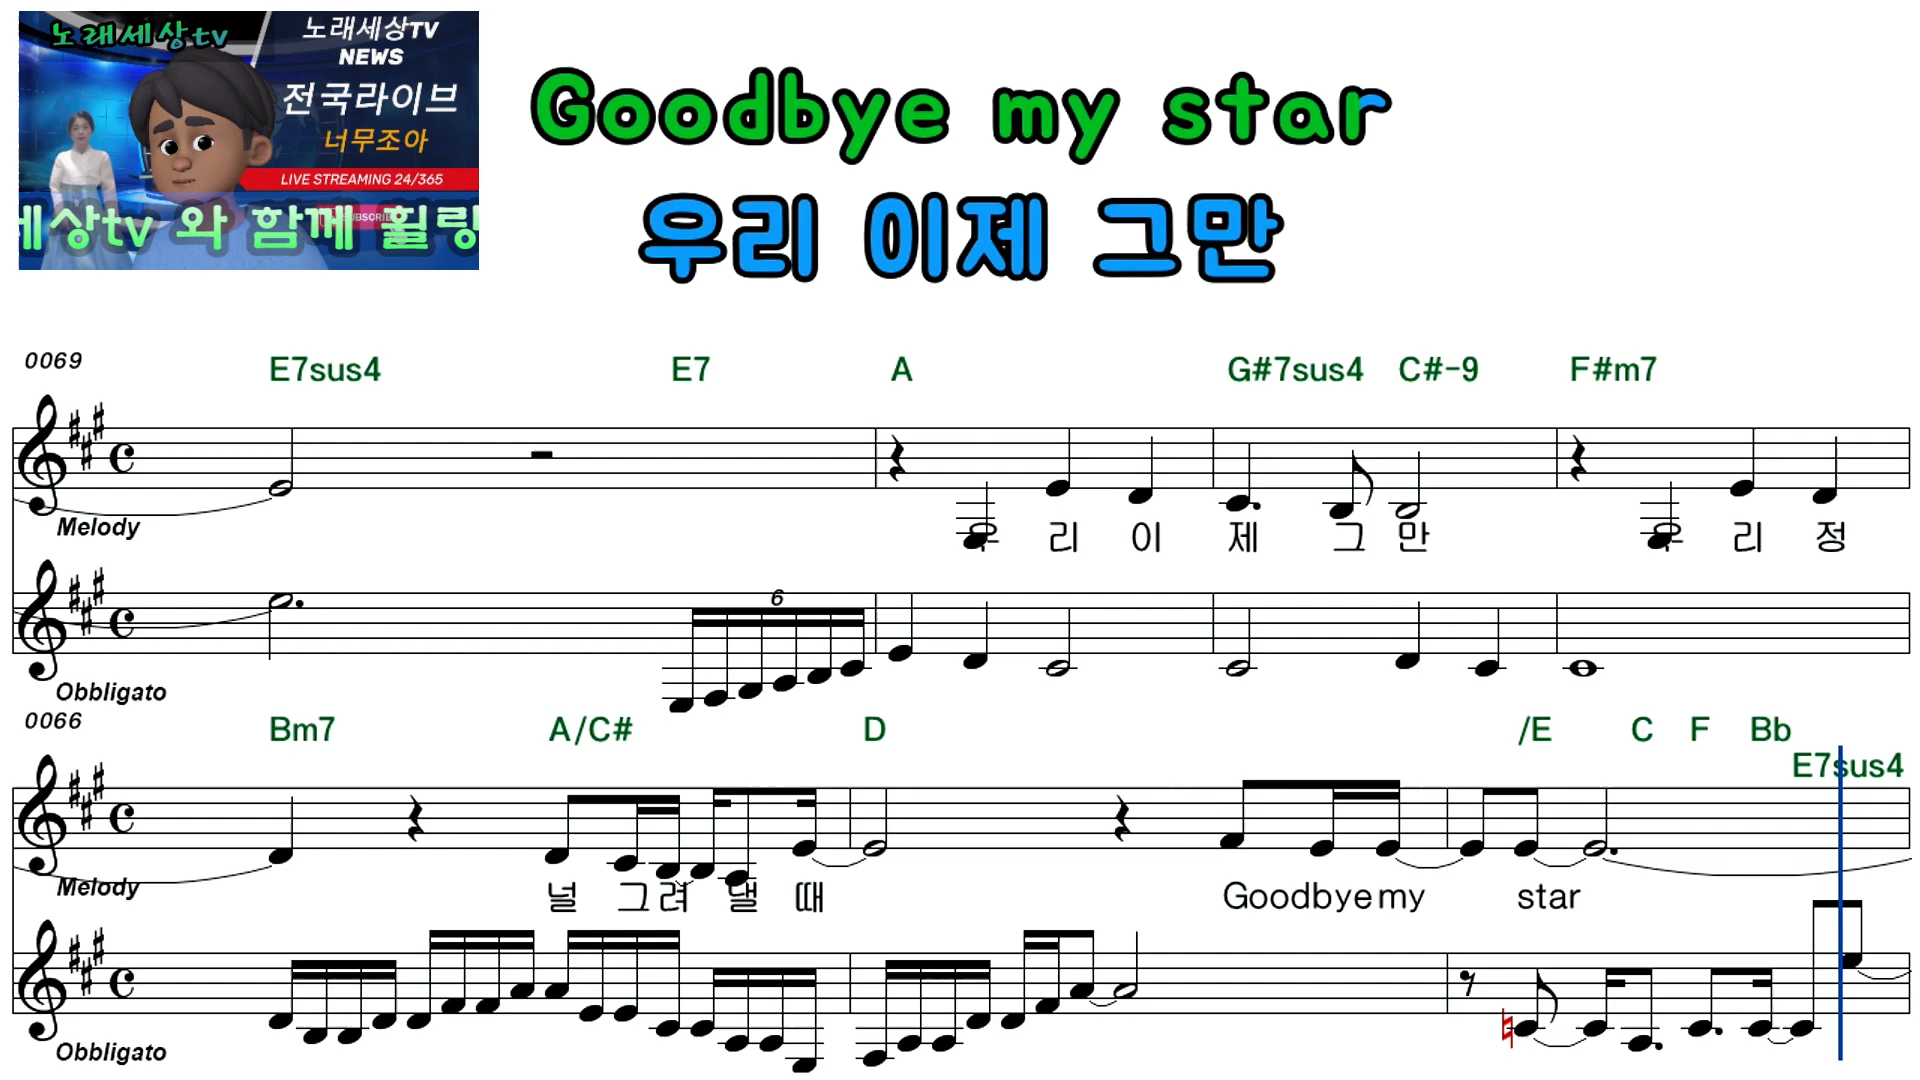 노래세상tv
노래세상TV
NEWS
전국라이브
너무조아
LIVE STREAMING 24/365
SUBSCRIBE
세상tv 와 함께 힐링
Goodbye my star
우리 이제 그만
0069
E7sus4 E7 A G#7sus4 C#-9 F#m7
Melody
우 리 이 제 그 만 우 리 정
6
Obbligato
0066
Bm7 A/C# D /E C F Bb
E7sus4
Melody
널 그 려 낼 때 Goodbye my star
Obbligato